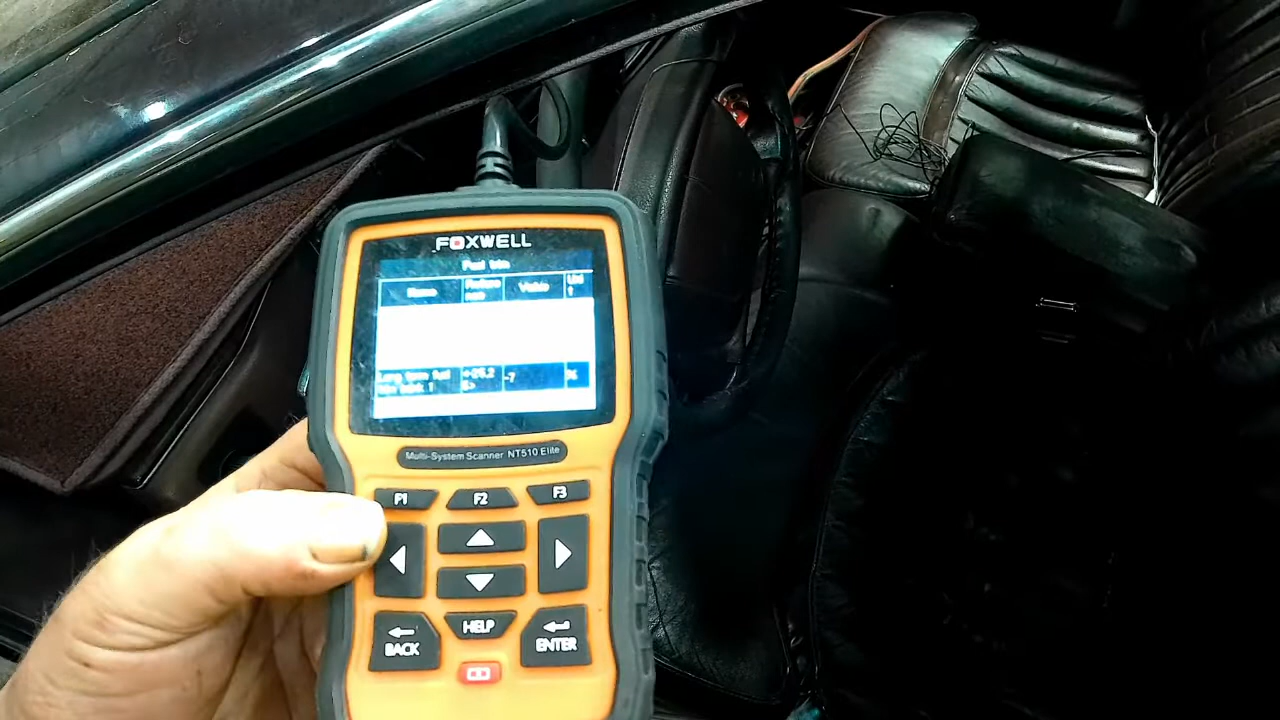 FOXWELL
Fuel trim
Name
Value
Long term fuel
-7
%
Multi-System Scanner NT510 Elite
F1 F2 F3
HELP
BACK
ENTER